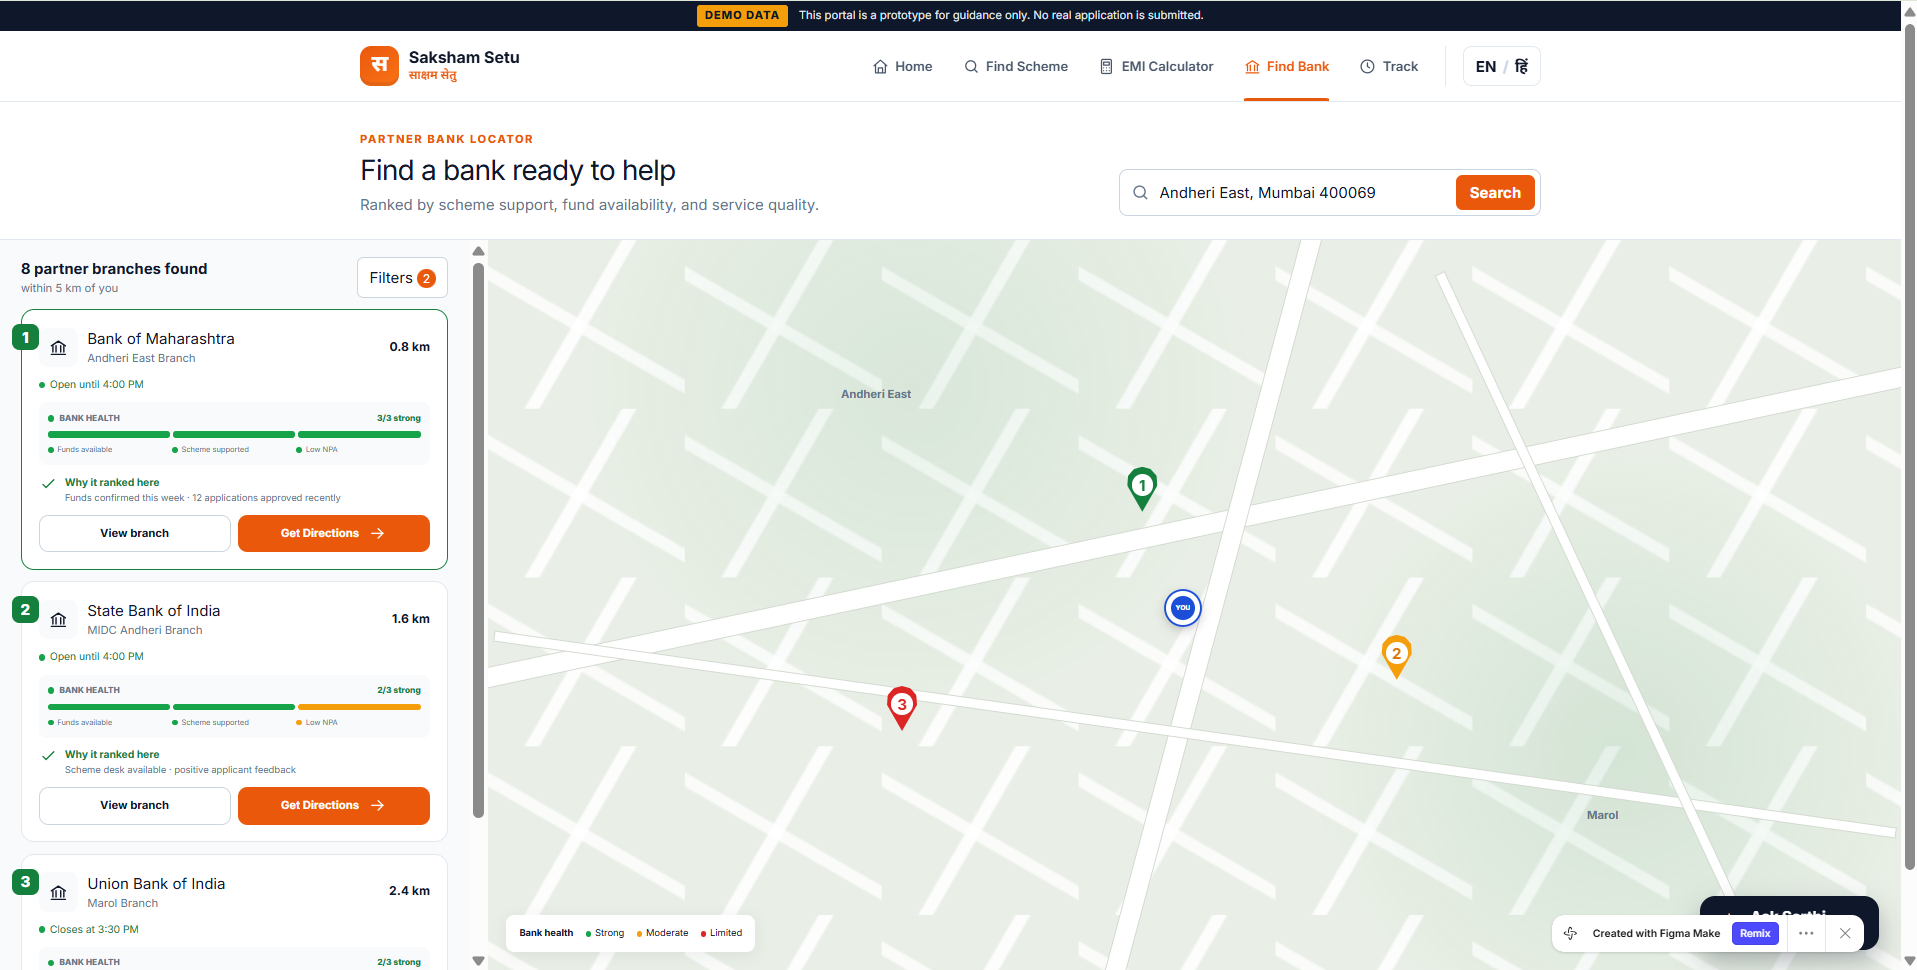 DEMO DATA This portal is a prototype for guidance only. No real application is submitted.
स
Saksham Setu
साक्षम सेतु
Home
Find Scheme
EMI Calculator
Find Bank
Track
EN / हिं
PARTNER BANK LOCATOR
Find a bank ready to help
Ranked by scheme support, fund availability, and service quality.
Andheri East, Mumbai 400069
Search
8 partner branches found
within 5 km of you
Filters 2
1
Bank of Maharashtra
Andheri East Branch
0.8 km
Open until 4:00 PM
BANK HEALTH 3/3 strong
Funds available Scheme supported Low NPA
Why it ranked here
Funds confirmed this week · 12 applications approved recently
View branch
Get Directions
2
State Bank of India
MIDC Andheri Branch
1.6 km
Open until 4:00 PM
BANK HEALTH 2/3 strong
Funds available Scheme supported Low NPA
Why it ranked here
Scheme desk available · positive applicant feedback
View branch
Get Directions
3
Union Bank of India
Marol Branch
2.4 km
Closes at 3:30 PM
BANK HEALTH 2/3 strong
Andheri East
1
YOU
2
3
Marol
Bank health Strong Moderate Limited
Ask Sarthi
Created with Figma Make
Remix